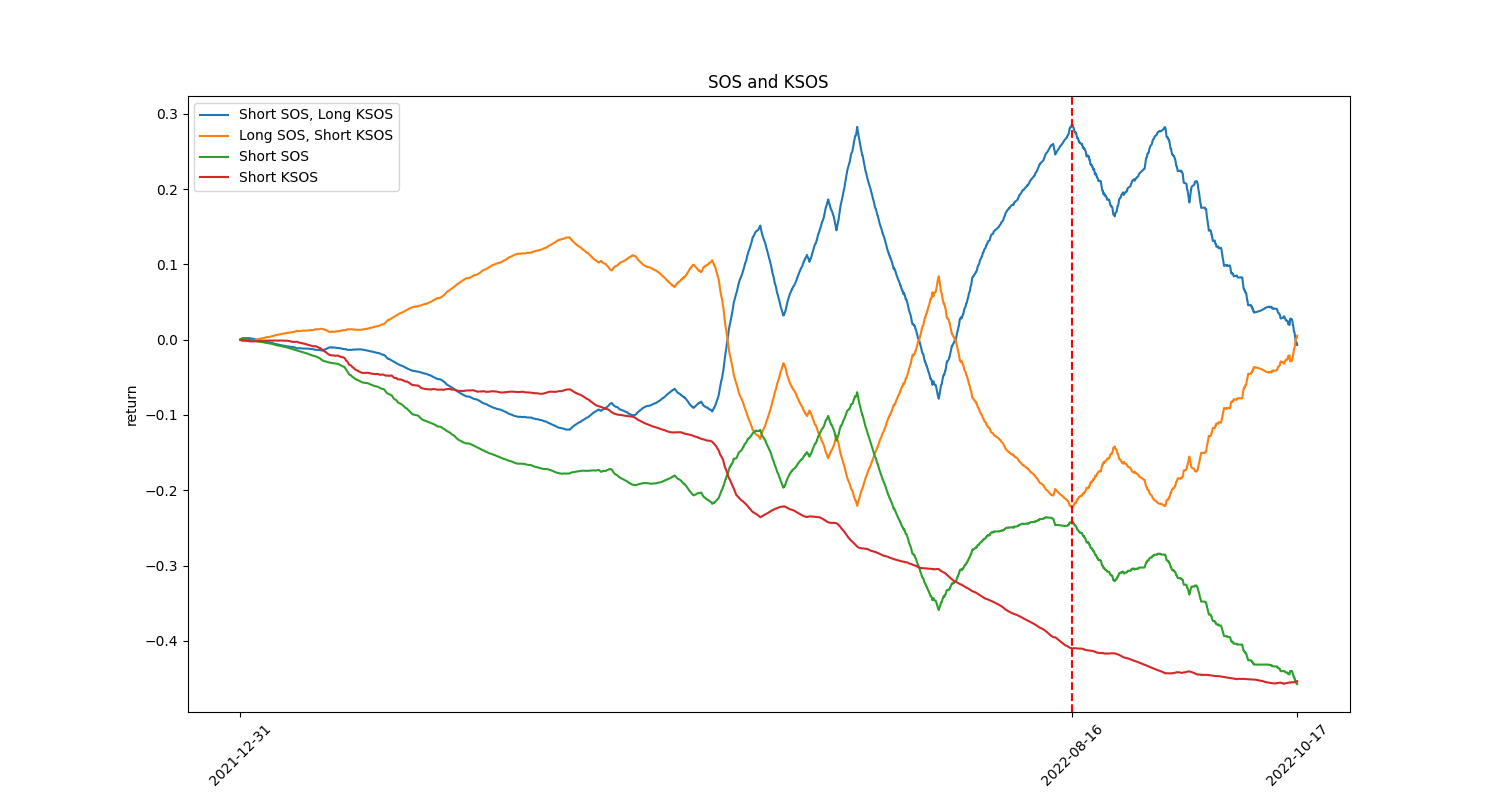 SOS and KSOS
Short SOS, Long KSOS
Long SOS, Short KSOS
Short SOS
Short KSOS
return
0.3
0.2
0.1
0.0
−0.1
−0.2
−0.3
−0.4
2021-12-31
2022-08-16
2022-10-17